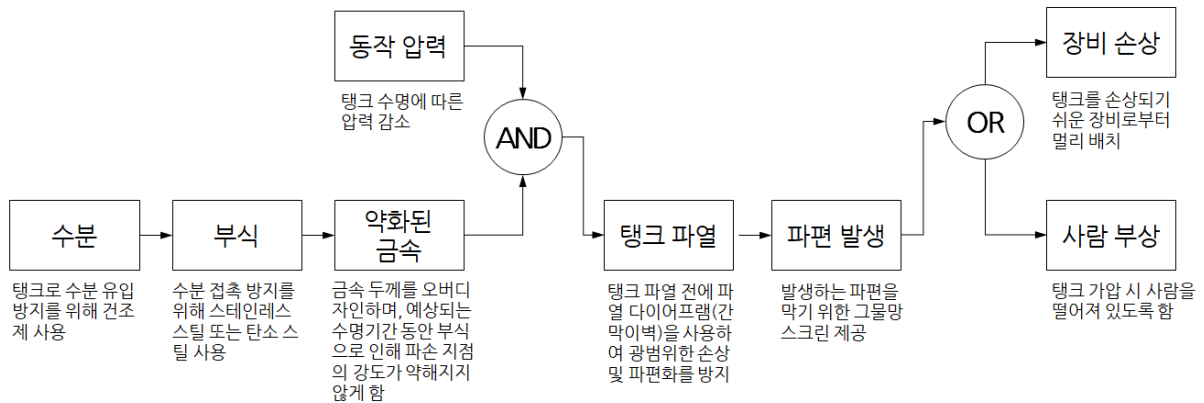 동작 압력
탱크 수명에 따른
압력 감소
AND
장비 손상
탱크를 손상되기
쉬운 장비로부터
멀리 배치
OR
수분
탱크로 수분 유입
방지를 위해 건조
제 사용
부식
수분 접촉 방지를
위해 스테인레스
스틸 또는 탄소 스
틸 사용
약화된
금속
금속 두께를 오버디
자인하며, 예상되는
수명기간 동안 부식
으로 인해 파손 지점
의 강도가 약해지지
않게 함
탱크 파열
탱크 파열 전에 파
열 다이어프램(간
막이벽)을 사용하
여 광범위한 손상
및 파편화를 방지
파편 발생
발생하는 파편을
막기 위한 그물망
스크린 제공
사람 부상
탱크 가압 시 사람을
떨어져 있도록 함